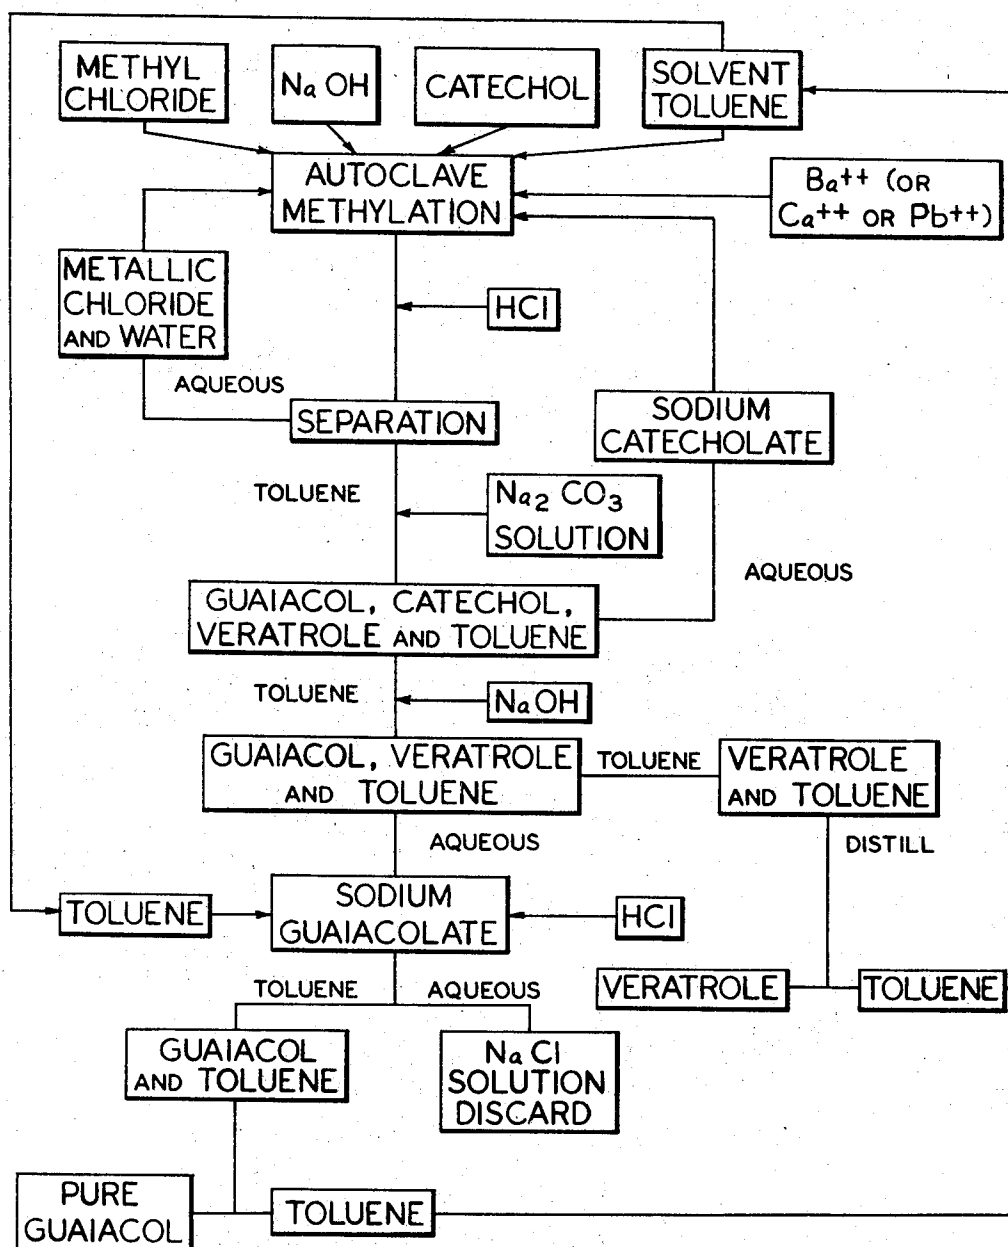 METHYL
CHLORIDE
Na OH
CATECHOL
SOLVENT
TOLUENE
AUTOCLAVE
METHYLATION
Ba++ (OR
Ca++ OR Pb++)
METALLIC
CHLORIDE
AND WATER
HCl
AQUEOUS
SEPARATION
SODIUM
CATECHOLATE
TOLUENE
Na2 CO3
SOLUTION
AQUEOUS
GUAIACOL, CATECHOL,
VERATROLE AND TOLUENE
TOLUENE
NaOH
GUAIACOL, VERATROLE
AND TOLUENE
TOLUENE
VERATROLE
AND TOLUENE
AQUEOUS
DISTILL
TOLUENE
SODIUM
GUAIACOLATE
HCl
TOLUENE
AQUEOUS
VERATROLE
TOLUENE
GUAIACOL
AND TOLUENE
Na Cl
SOLUTION
DISCARD
PURE
GUAIACOL
TOLUENE